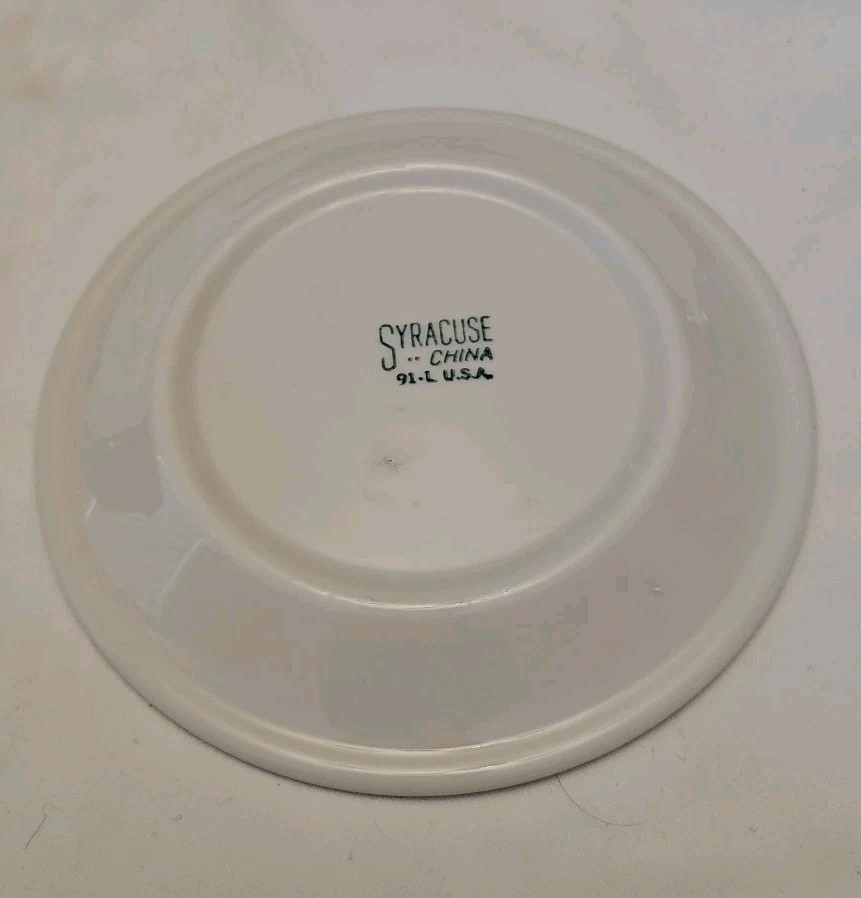 SYRACUSE
·· CHINA
91-L U.S.A.